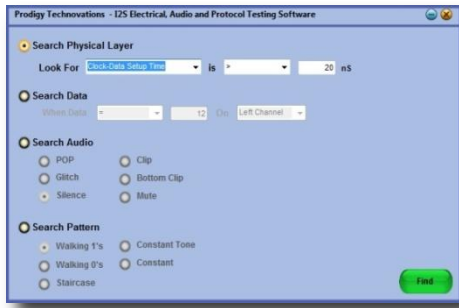 Prodigy Technovations - I2S Electrical, Audio and Protocol Testing Software
Search Physical Layer
Look For Clock-Data Setup Time is > 20 nS
Search Data
When Data = 12 On Left Channel
Search Audio
POP Clip
Glitch Bottom Clip
Silence Mute
Search Pattern
Walking 1's Constant Tone
Walking 0's Constant
Staircase
Find